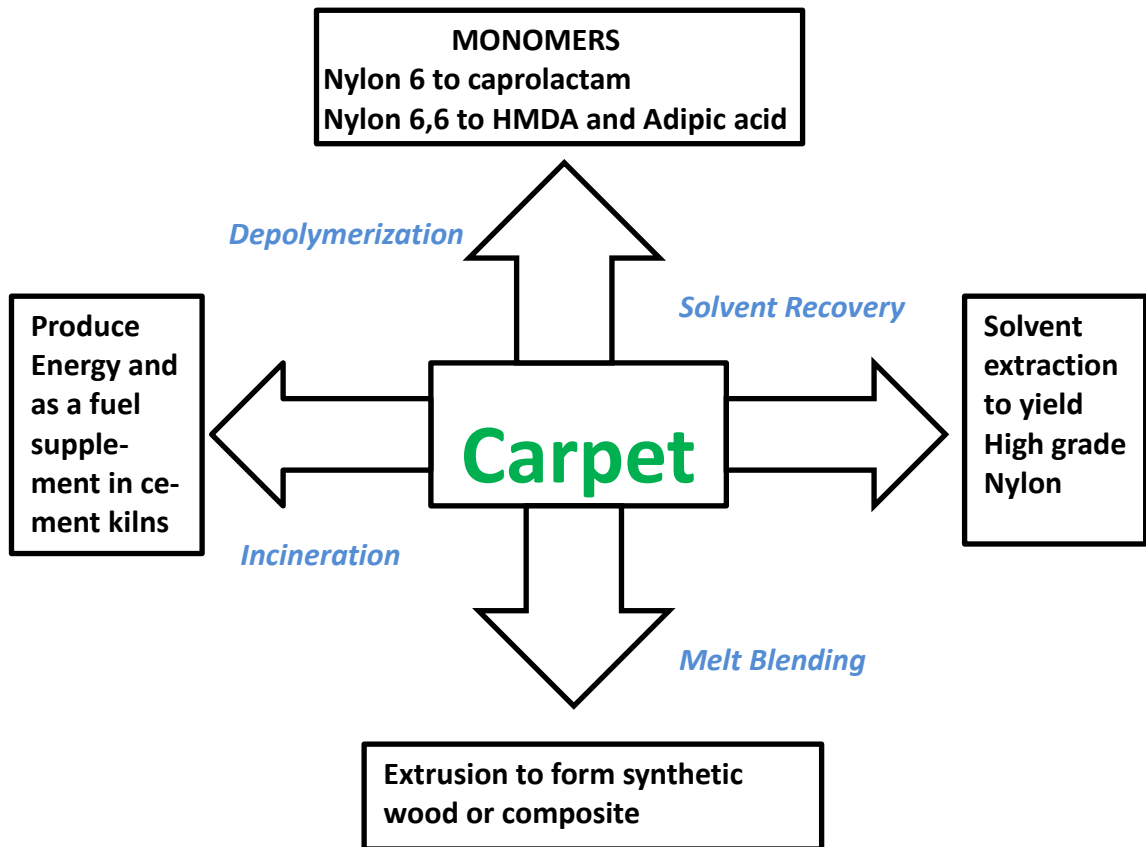 MONOMERS
Nylon 6 to caprolactam
Nylon 6,6 to HMDA and Adipic acid
Depolymerization
Solvent Recovery
Produce
Energy and
as a fuel
supple-
ment in ce-
ment kilns
Carpet
Solvent
extraction
to yield
High grade
Nylon
Incineration
Melt Blending
Extrusion to form synthetic
wood or composite